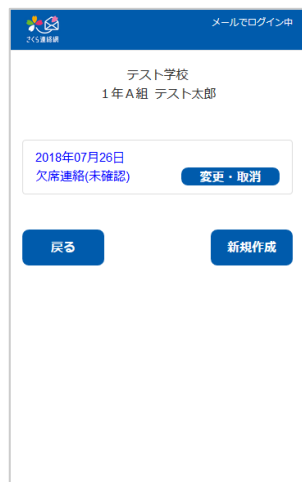 さくら連絡網
メールでログイン中
テスト学校
1年A組 テスト太郎
2018年07月26日
欠席連絡(未確認)
変更・取消
戻る
新規作成